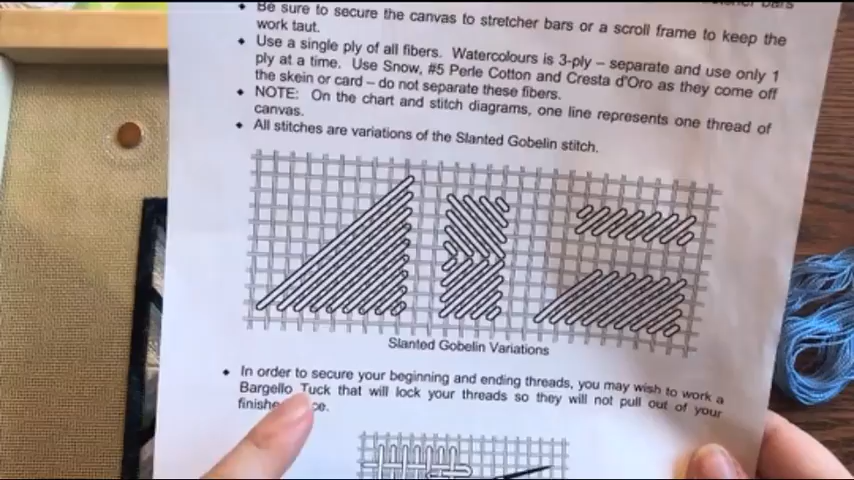 bars
◆ Be sure to secure the canvas to stretcher bars or a scroll frame to keep the
work taut.
◆ Use a single ply of all fibers. Watercolours is 3-ply – separate and use only 1
ply at a time. Use Snow, #5 Perle Cotton and Cresta d'Oro as they come off
the skein or card – do not separate these fibers.
◆ NOTE: On the chart and stitch diagrams, one line represents one thread of
canvas.
◆ All stitches are variations of the Slanted Gobelin stitch.
Slanted Gobelin Variations
◆ In order to secure your beginning and ending threads, you may wish to work a
Bargello Tuck that will lock your threads so they will not pull out of your